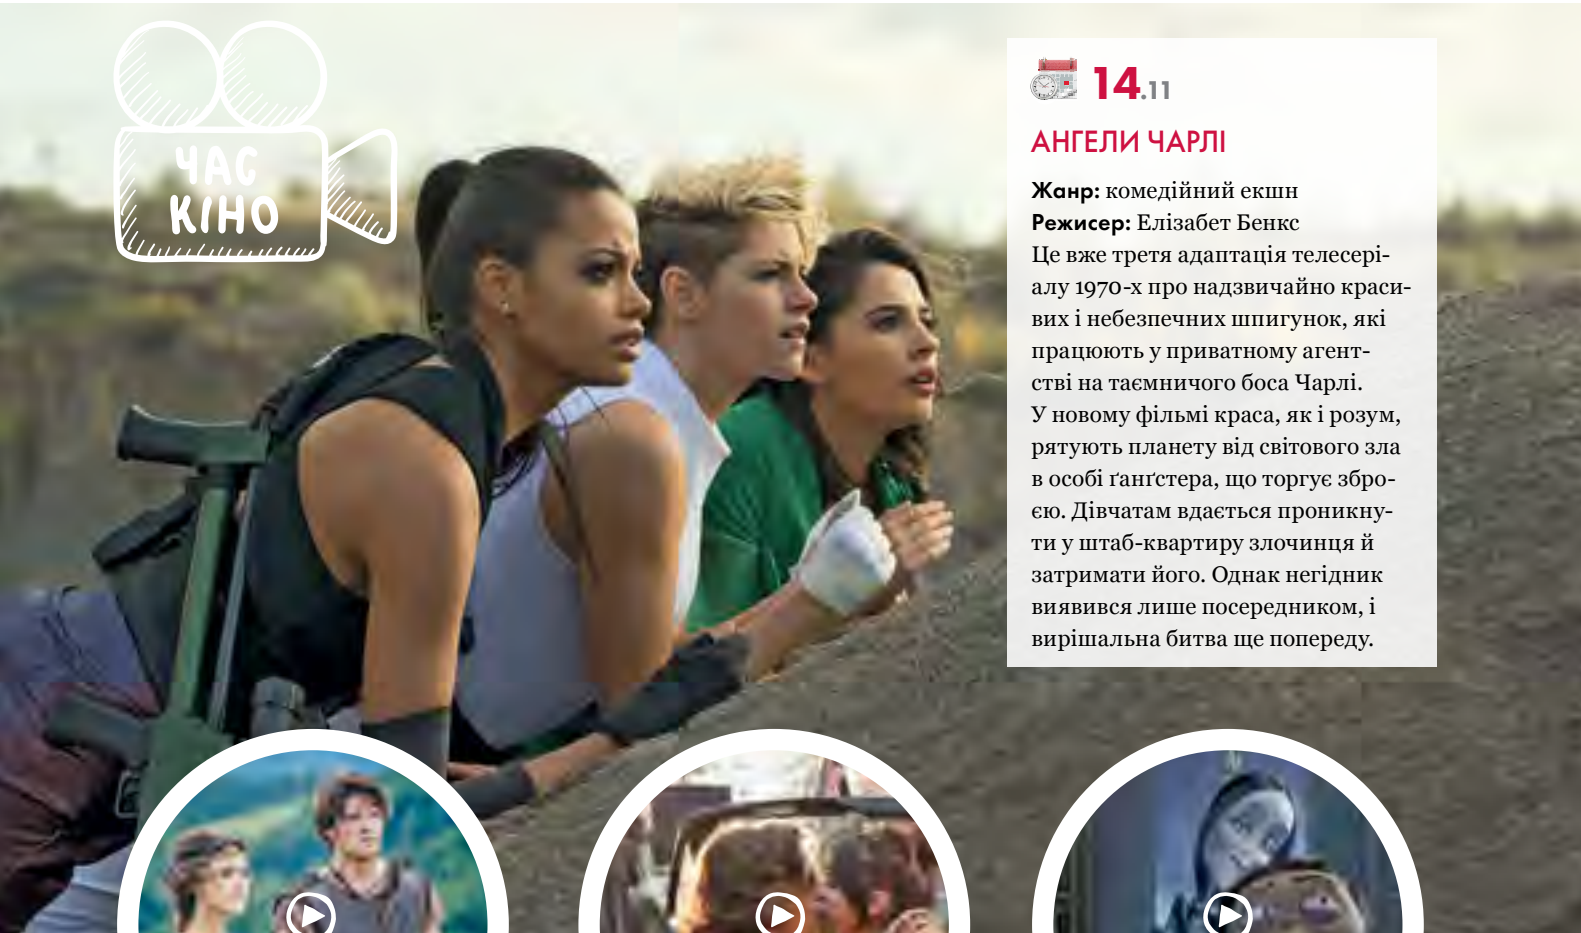 ЧАС
КІНО
14.11
АНГЕЛИ ЧАРЛІ
Жанр: комедійний екшн
Режисер: Елізабет Бенкс
Це вже третя адаптація телесері-
алу 1970-х про надзвичайно краси-
вих і небезпечних шпигунок, які
працюють у приватному агент-
стві на таємничого боса Чарлі.
У новому фільмі краса, як і розум,
рятують планету від світового зла
в особі ґанґстера, що торгує збро-
єю. Дівчатам вдається проникну-
ти у штаб-квартиру злочинця й
затримати його. Однак негідник
виявився лише посередником, і
вирішальна битва ще попереду.